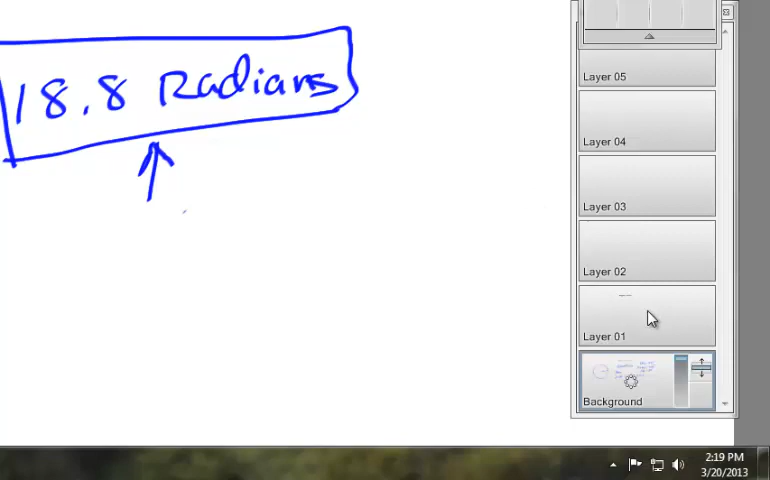 18.8 Radians
Layer 05
Layer 04
Layer 03
Layer 02
Layer 01
Background
2:19 PM
3/20/2013